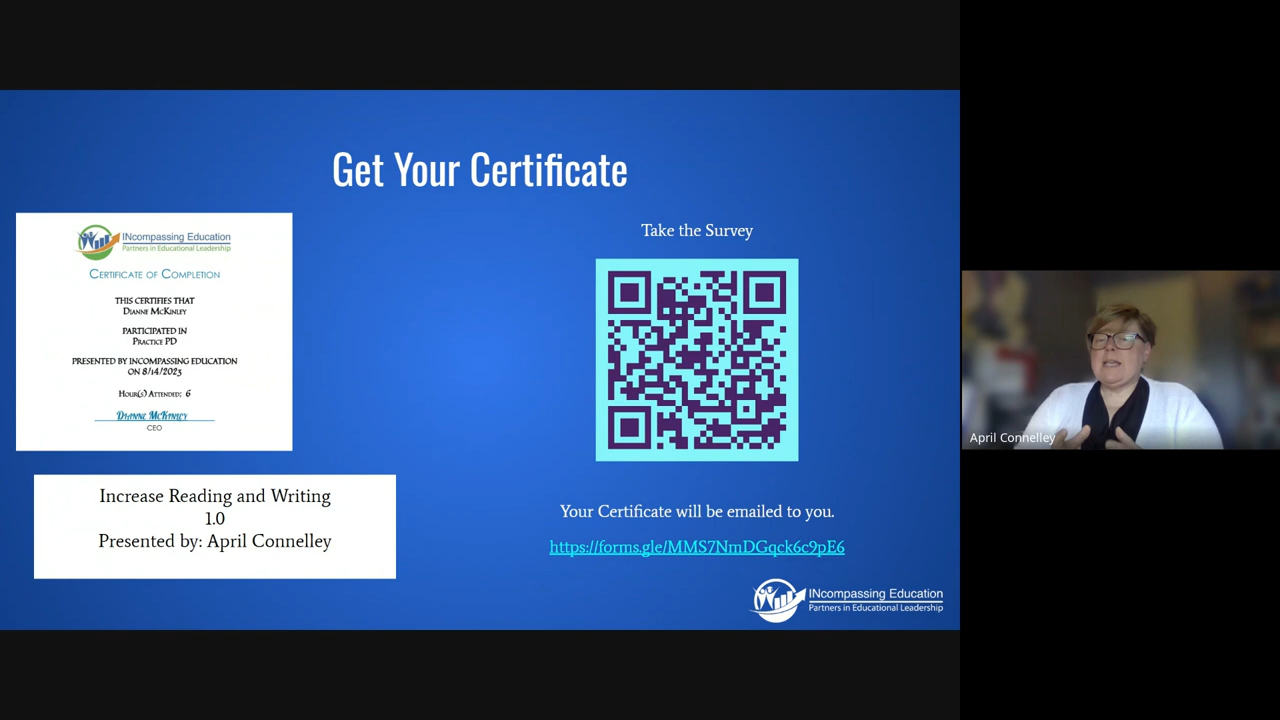 Get Your Certificate
INcompassing Education
Partners in Educational Leadership
CERTIFICATE OF COMPLETION
THIS CERTIFIES THAT
DIANNE MCKINLEY
PARTICIPATED IN
PRACTICE PD
PRESENTED BY INCOMPASSING EDUCATION
ON 8/14/2023
HOUR(S) ATTENDED: 6
DIANNE MCKINLEY
CEO
Increase Reading and Writing
1.0
Presented by: April Connelley
Take the Survey
Your Certificate will be emailed to you.
https://forms.gle/MMS7NmDGqck6c9pE6
INcompassing Education
Partners in Educational Leadership
April Connelley